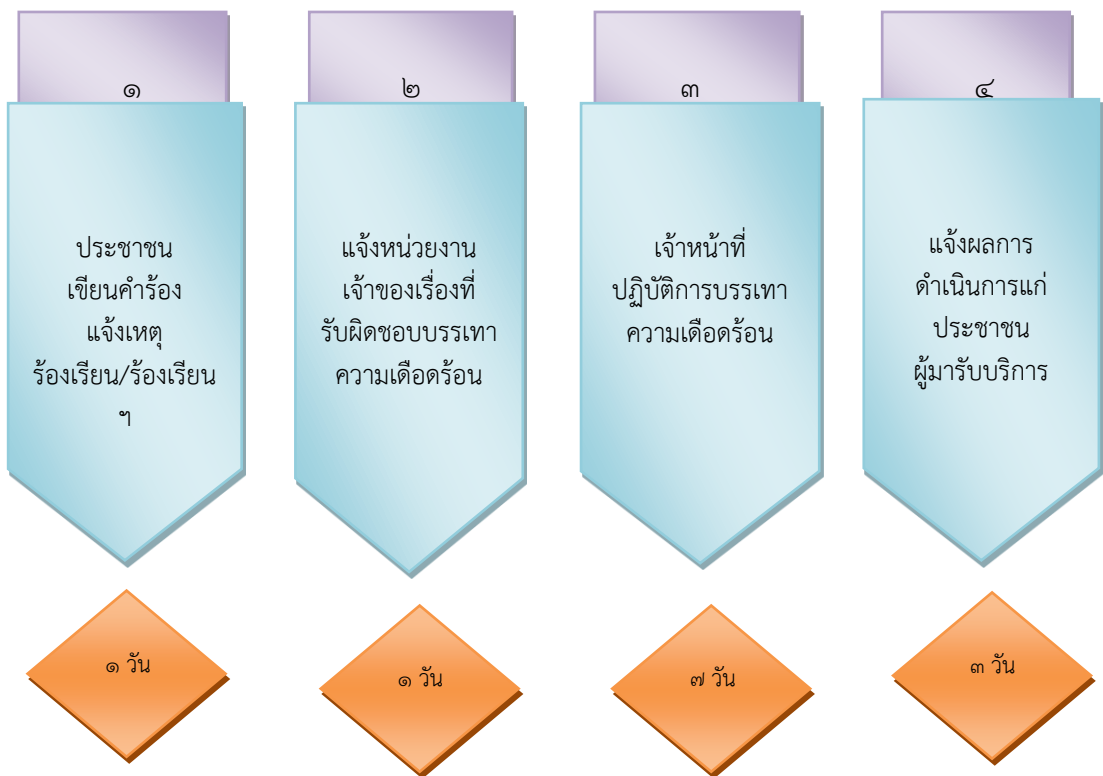 ๑
ประชาชน
เขียนคำร้อง
แจ้งเหตุ
ร้องเรียน/ร้องเรียน
ฯ
๑ วัน
๒
แจ้งหน่วยงาน
เจ้าของเรื่องที่
รับผิดชอบบรรเทา
ความเดือดร้อน
๑ วัน
๓
เจ้าหน้าที่
ปฏิบัติการบรรเทา
ความเดือดร้อน
๗ วัน
๔
แจ้งผลการ
ดำเนินการแก่
ประชาชน
ผู้มารับบริการ
๓ วัน